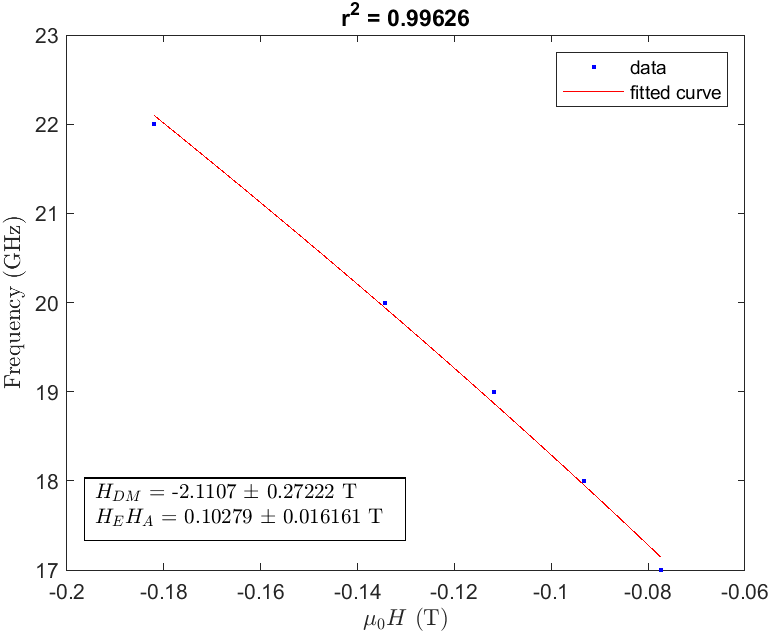 r² = 0.99626
23
22
21
20
19
18
17
Frequency (GHz)
data
fitted curve
H_{DM} = -2.1107 ± 0.27222 T
H_E H_A = 0.10279 ± 0.016161 T
-0.2 -0.18 -0.16 -0.14 -0.12 -0.1 -0.08 -0.06
μ₀H (T)